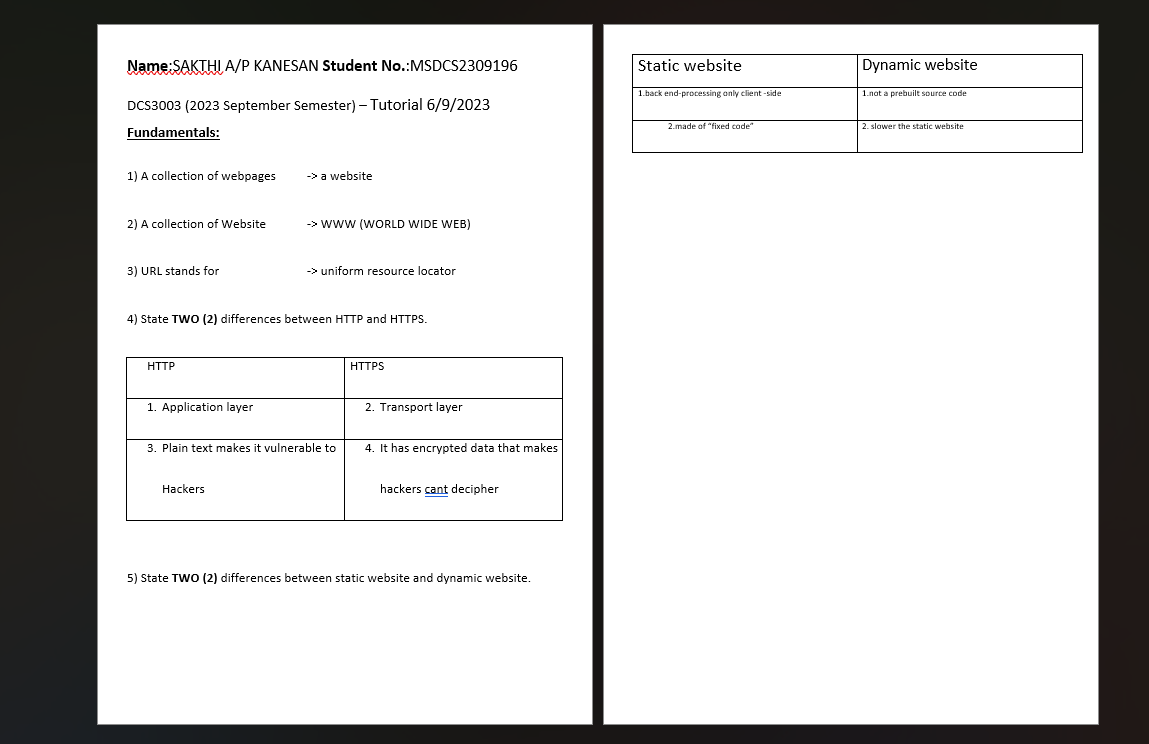 Name:SAKTHI A/P KANESAN Student No.:MSDCS2309196
DCS3003 (2023 September Semester) – Tutorial 6/9/2023
Fundamentals:
1) A collection of webpages -> a website
2) A collection of Website -> WWW (WORLD WIDE WEB)
3) URL stands for -> uniform resource locator
4) State TWO (2) differences between HTTP and HTTPS.
HTTP HTTPS
1. Application layer 2. Transport layer
3. Plain text makes it vulnerable to 4. It has encrypted data that makes
Hackers hackers cant decipher
5) State TWO (2) differences between static website and dynamic website.
Static website Dynamic website
1.back end-processing only client -side 1.not a prebuilt source code
2.made of “fixed code” 2. slower the static website